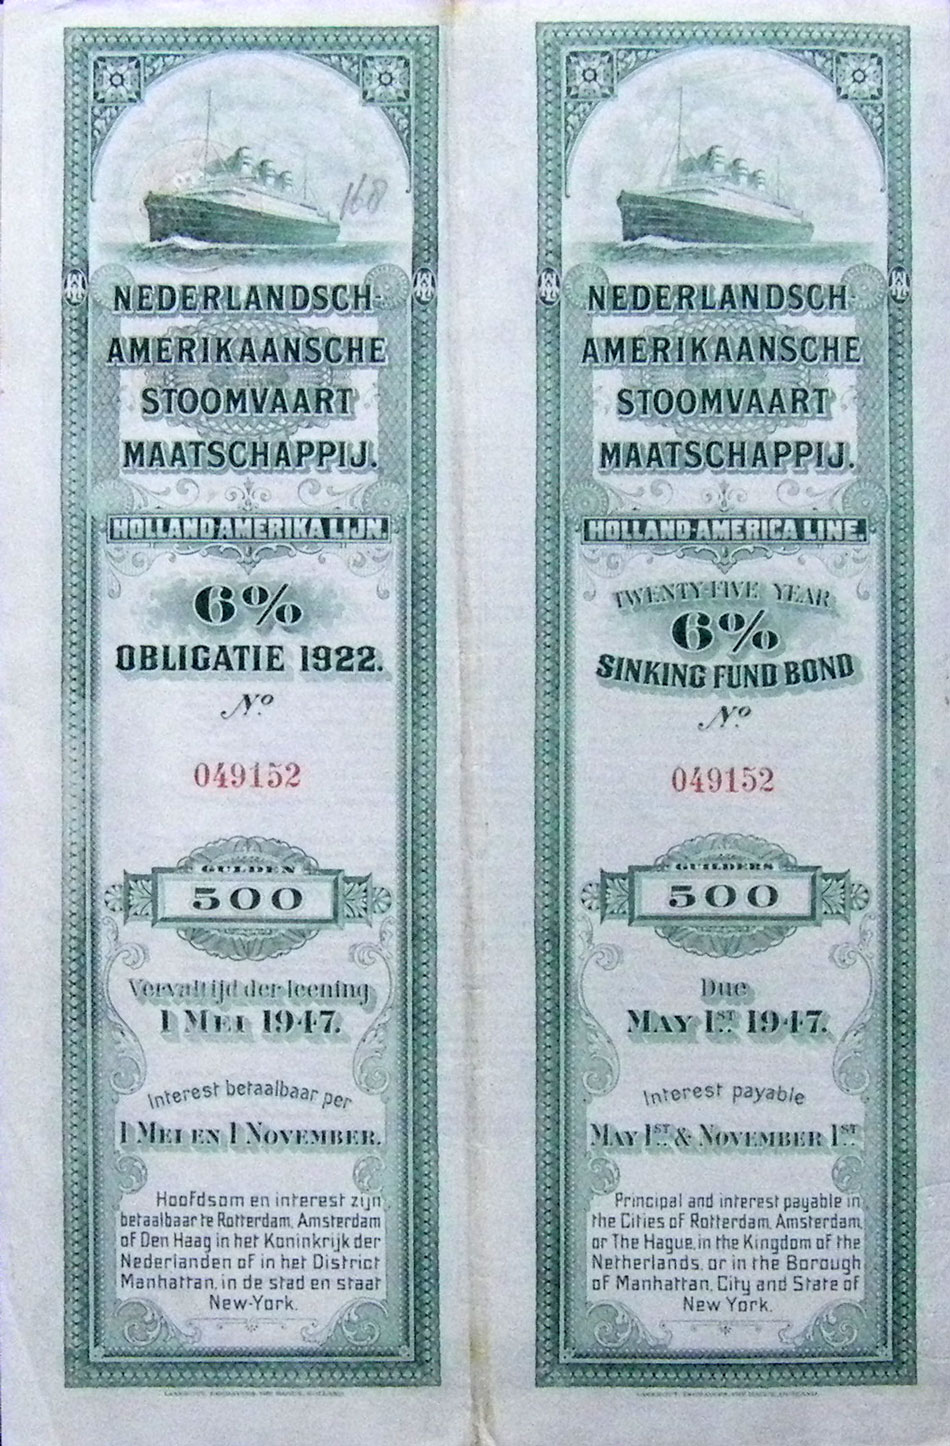 168
NEDERLANDSCH-
AMERIKAANSCHE
STOOMVAART
MAATSCHAPPIJ.
HOLLAND-AMERIKA LIJN.
6%
OBLIGATIE 1922.
No
049152
GULDEN
500
Vervaltijd der leening
1 MEI 1947.
Interest betaalbaar per
1 MEI EN 1 NOVEMBER.
Hoofdsom en interest zijn
betaalbaar te Rotterdam, Amsterdam
of Den Haag in het Koninkrijk der
Nederlanden of in het District
Manhattan, in de stad en staat
New-York.
NEDERLANDSCH-
AMERIKAANSCHE
STOOMVAART
MAATSCHAPPIJ.
HOLLAND-AMERICA LINE.
TWENTY-FIVE YEAR
6%
SINKING FUND BOND
No
049152
GUILDERS
500
Due
MAY 1ST 1947.
Interest payable
MAY 1ST & NOVEMBER 1ST
Principal and interest payable in
the Cities of Rotterdam, Amsterdam,
or The Hague, in the Kingdom of the
Netherlands, or in the Borough
of Manhattan, City and State of
New York.